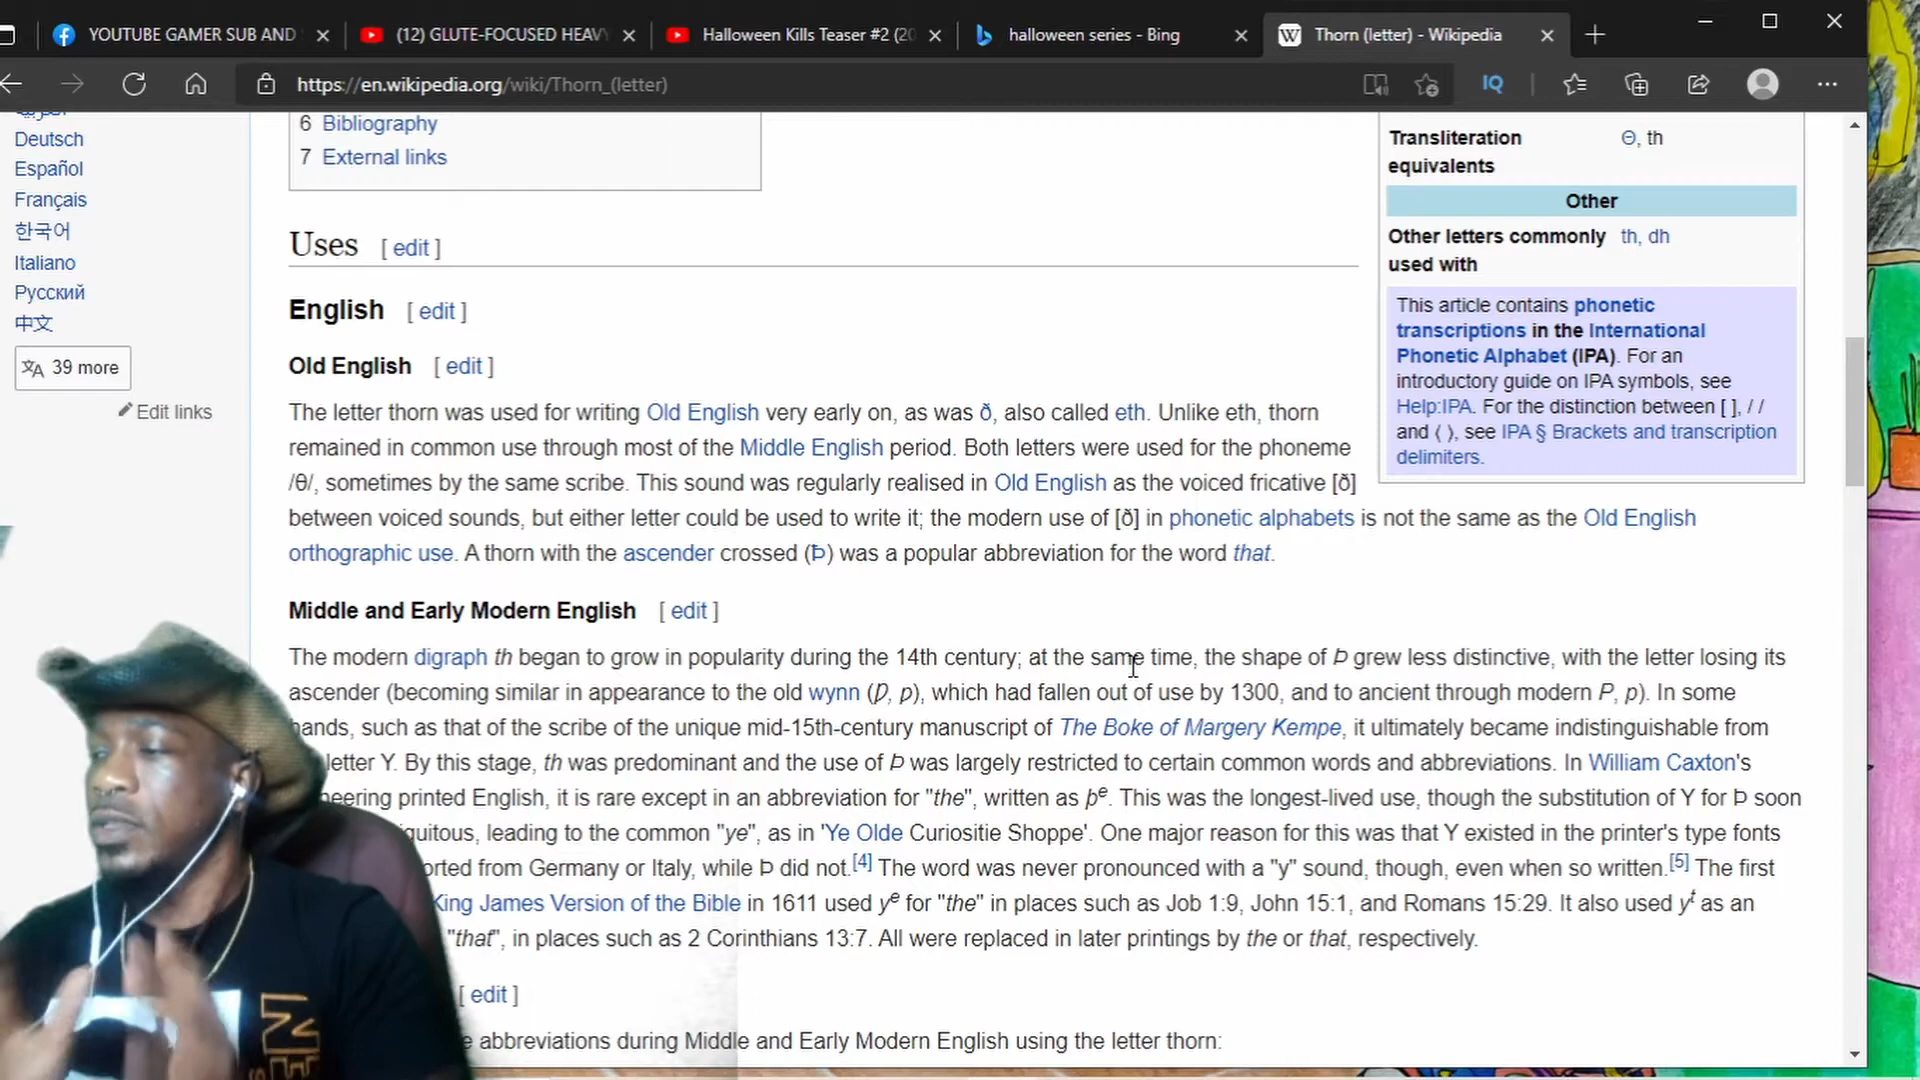 YOUTUBE GAMER SUB AND
(12) GLUTE-FOCUSED HEAVY
Halloween Kills Teaser #2 (20
halloween series - Bing
Thorn (letter) - Wikipedia
https://en.wikipedia.org/wiki/Thorn_(letter)
IQ
Deutsch
Español
Français
한국어
Italiano
Русский
中文
39 more
Edit links
6 Bibliography
7 External links
Uses [ edit ]
English [ edit ]
Old English [ edit ]
The letter thorn was used for writing Old English very early on, as was ð, also called eth. Unlike eth, thorn
remained in common use through most of the Middle English period. Both letters were used for the phoneme
/θ/, sometimes by the same scribe. This sound was regularly realised in Old English as the voiced fricative [ð]
between voiced sounds, but either letter could be used to write it; the modern use of [ð] in phonetic alphabets is not the same as the Old English
orthographic use. A thorn with the ascender crossed (Ꝥ) was a popular abbreviation for the word that.
Middle and Early Modern English [ edit ]
The modern digraph th began to grow in popularity during the 14th century; at the same time, the shape of Þ grew less distinctive, with the letter losing its
ascender (becoming similar in appearance to the old wynn (Ƿ, ƿ), which had fallen out of use by 1300, and to ancient through modern P, p). In some
hands, such as that of the scribe of the unique mid-15th-century manuscript of The Boke of Margery Kempe, it ultimately became indistinguishable from
letter Y. By this stage, th was predominant and the use of Þ was largely restricted to certain common words and abbreviations. In William Caxton's
neering printed English, it is rare except in an abbreviation for "the", written as þᵉ. This was the longest-lived use, though the substitution of Y for Þ soon
quitous, leading to the common "ye", as in 'Ye Olde Curiositie Shoppe'. One major reason for this was that Y existed in the printer's type fonts
orted from Germany or Italy, while Þ did not.[4] The word was never pronounced with a "y" sound, though, even when so written.[5] The first
King James Version of the Bible in 1611 used yᵉ for "the" in places such as Job 1:9, John 15:1, and Romans 15:29. It also used yᵗ as an
"that", in places such as 2 Corinthians 13:7. All were replaced in later printings by the or that, respectively.
[ edit ]
e abbreviations during Middle and Early Modern English using the letter thorn:
Transliteration equivalents Θ, th
Other
Other letters commonly used with th, dh
This article contains phonetic
transcriptions in the International
Phonetic Alphabet (IPA). For an
introductory guide on IPA symbols, see
Help:IPA. For the distinction between [ ], / /
and ⟨ ⟩, see IPA § Brackets and transcription
delimiters.